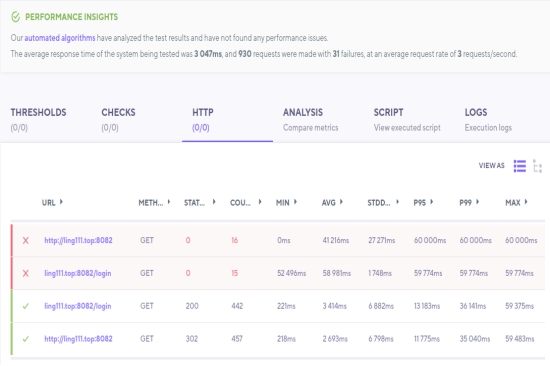 PERFORMANCE INSIGHTS
Our automated algorithms have analyzed the test results and have not found any performance issues.
The average response time of the system being tested was 3 047ms, and 930 requests were made with 31 failures, at an average request rate of 3 requests/second.
THRESHOLDS CHECKS HTTP ANALYSIS SCRIPT LOGS
(0/0) (0/0) (0/0) Compare metrics View executed script Execution logs
VIEW AS
URL METH... STAT... COU... MIN AVG STDD... P95 P99 MAX
http://ling111.top:8082 GET 0 16 0ms 41 216ms 27 271ms 60 000ms 60 000ms 60 000ms
ling111.top:8082/login GET 0 15 52 496ms 58 981ms 1 748ms 59 774ms 59 774ms 59 774ms
ling111.top:8082/login GET 200 442 221ms 3 414ms 6 882ms 13 183ms 36 141ms 59 375ms
http://ling111.top:8082 GET 302 457 218ms 2 693ms 6 798ms 11 775ms 35 040ms 59 483ms